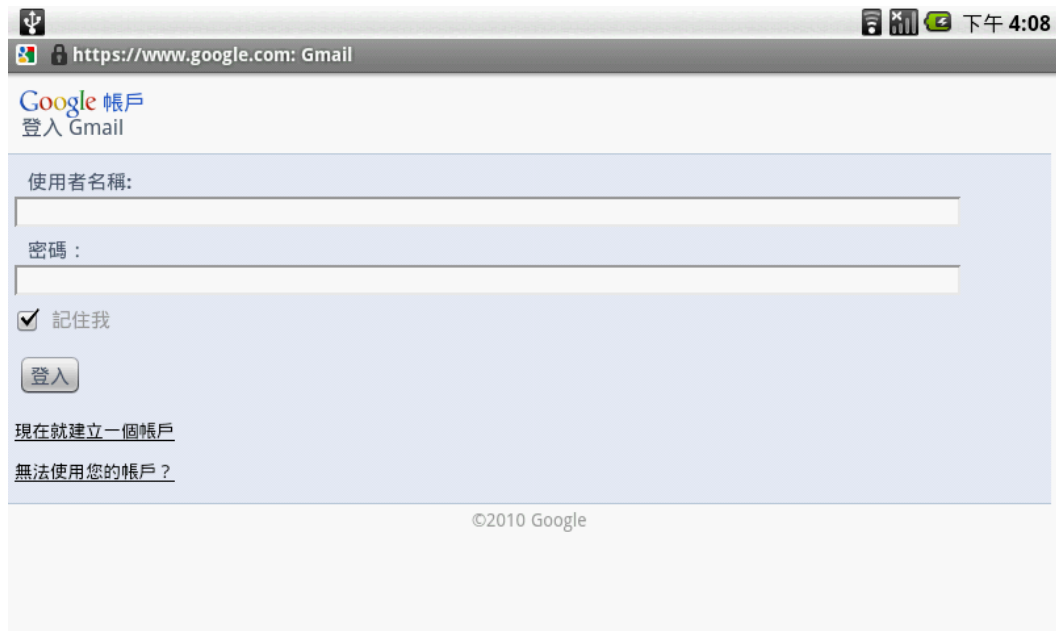 下午 4:08
https://www.google.com: Gmail
Google 帳戶
登入 Gmail
使用者名稱:
密碼：
記住我
登入
現在就建立一個帳戶
無法使用您的帳戶？
©2010 Google